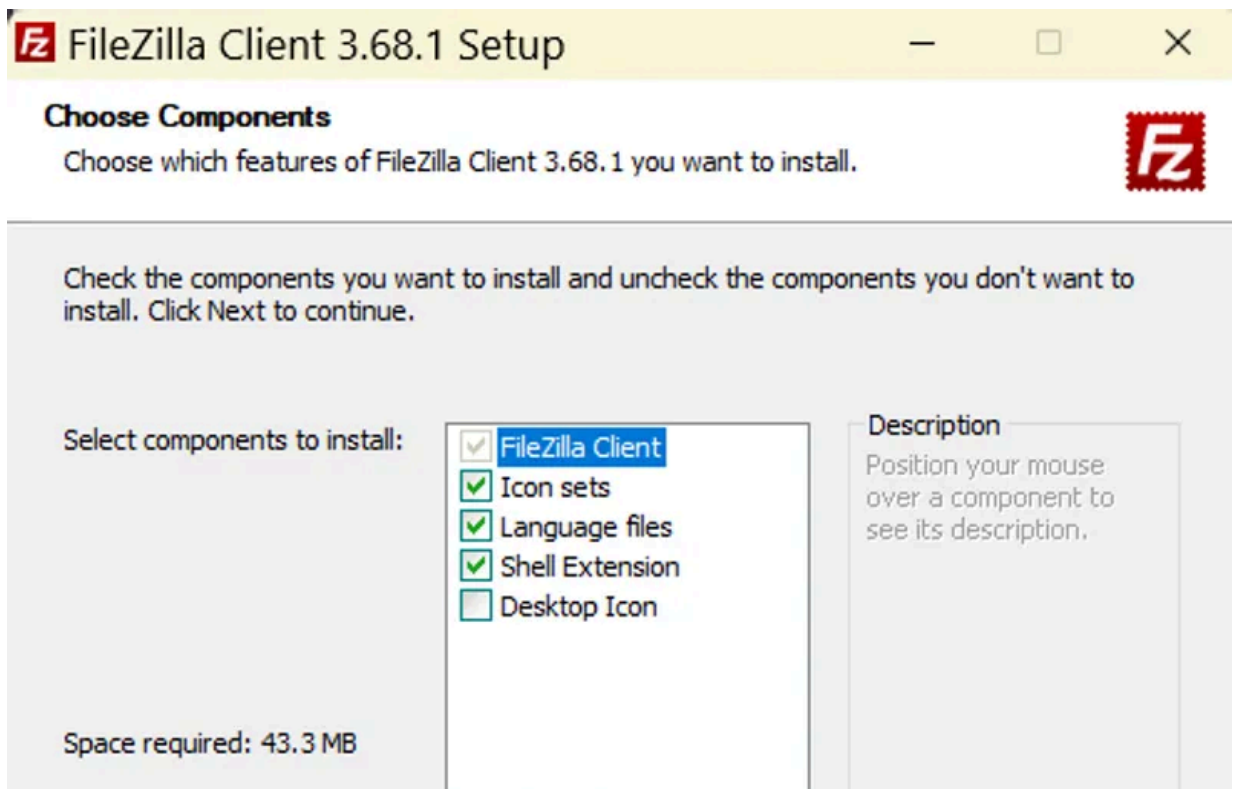 FileZilla Client 3.68.1 Setup
Choose Components
Choose which features of FileZilla Client 3.68.1 you want to install.
Check the components you want to install and uncheck the components you don't want to
install. Click Next to continue.
Select components to install:
FileZilla Client
Icon sets
Language files
Shell Extension
Desktop Icon
Description
Position your mouse
over a component to
see its description.
Space required: 43.3 MB